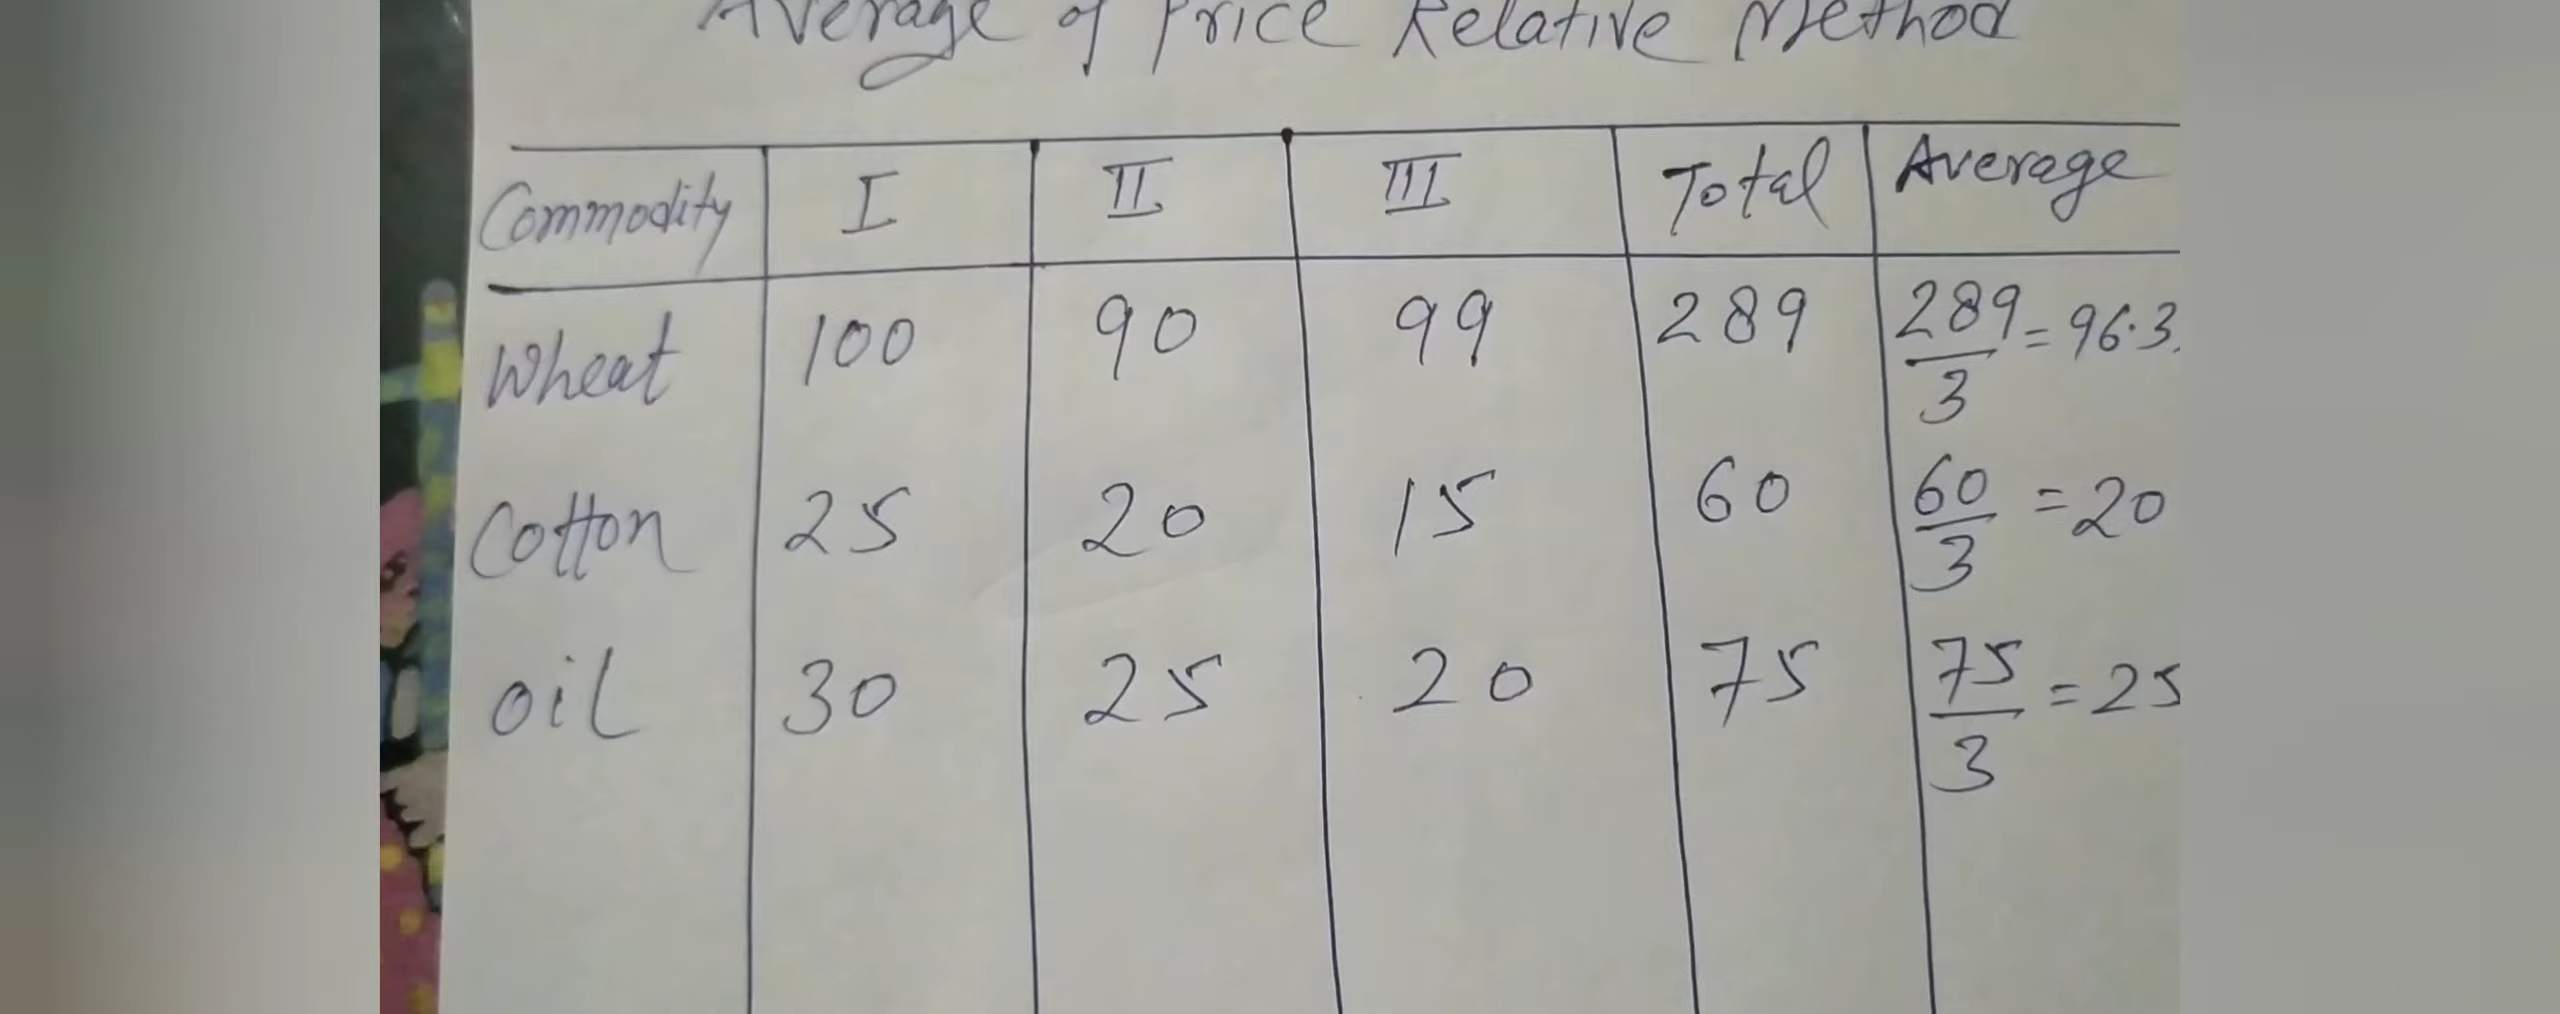 Average of Price Relative Method
Commodity I II III Total Average
Wheat 100 90 99 289 289/3 = 96.3
Cotton 25 20 15 60 60/3 = 20
oil 30 25 20 75 75/3 = 25